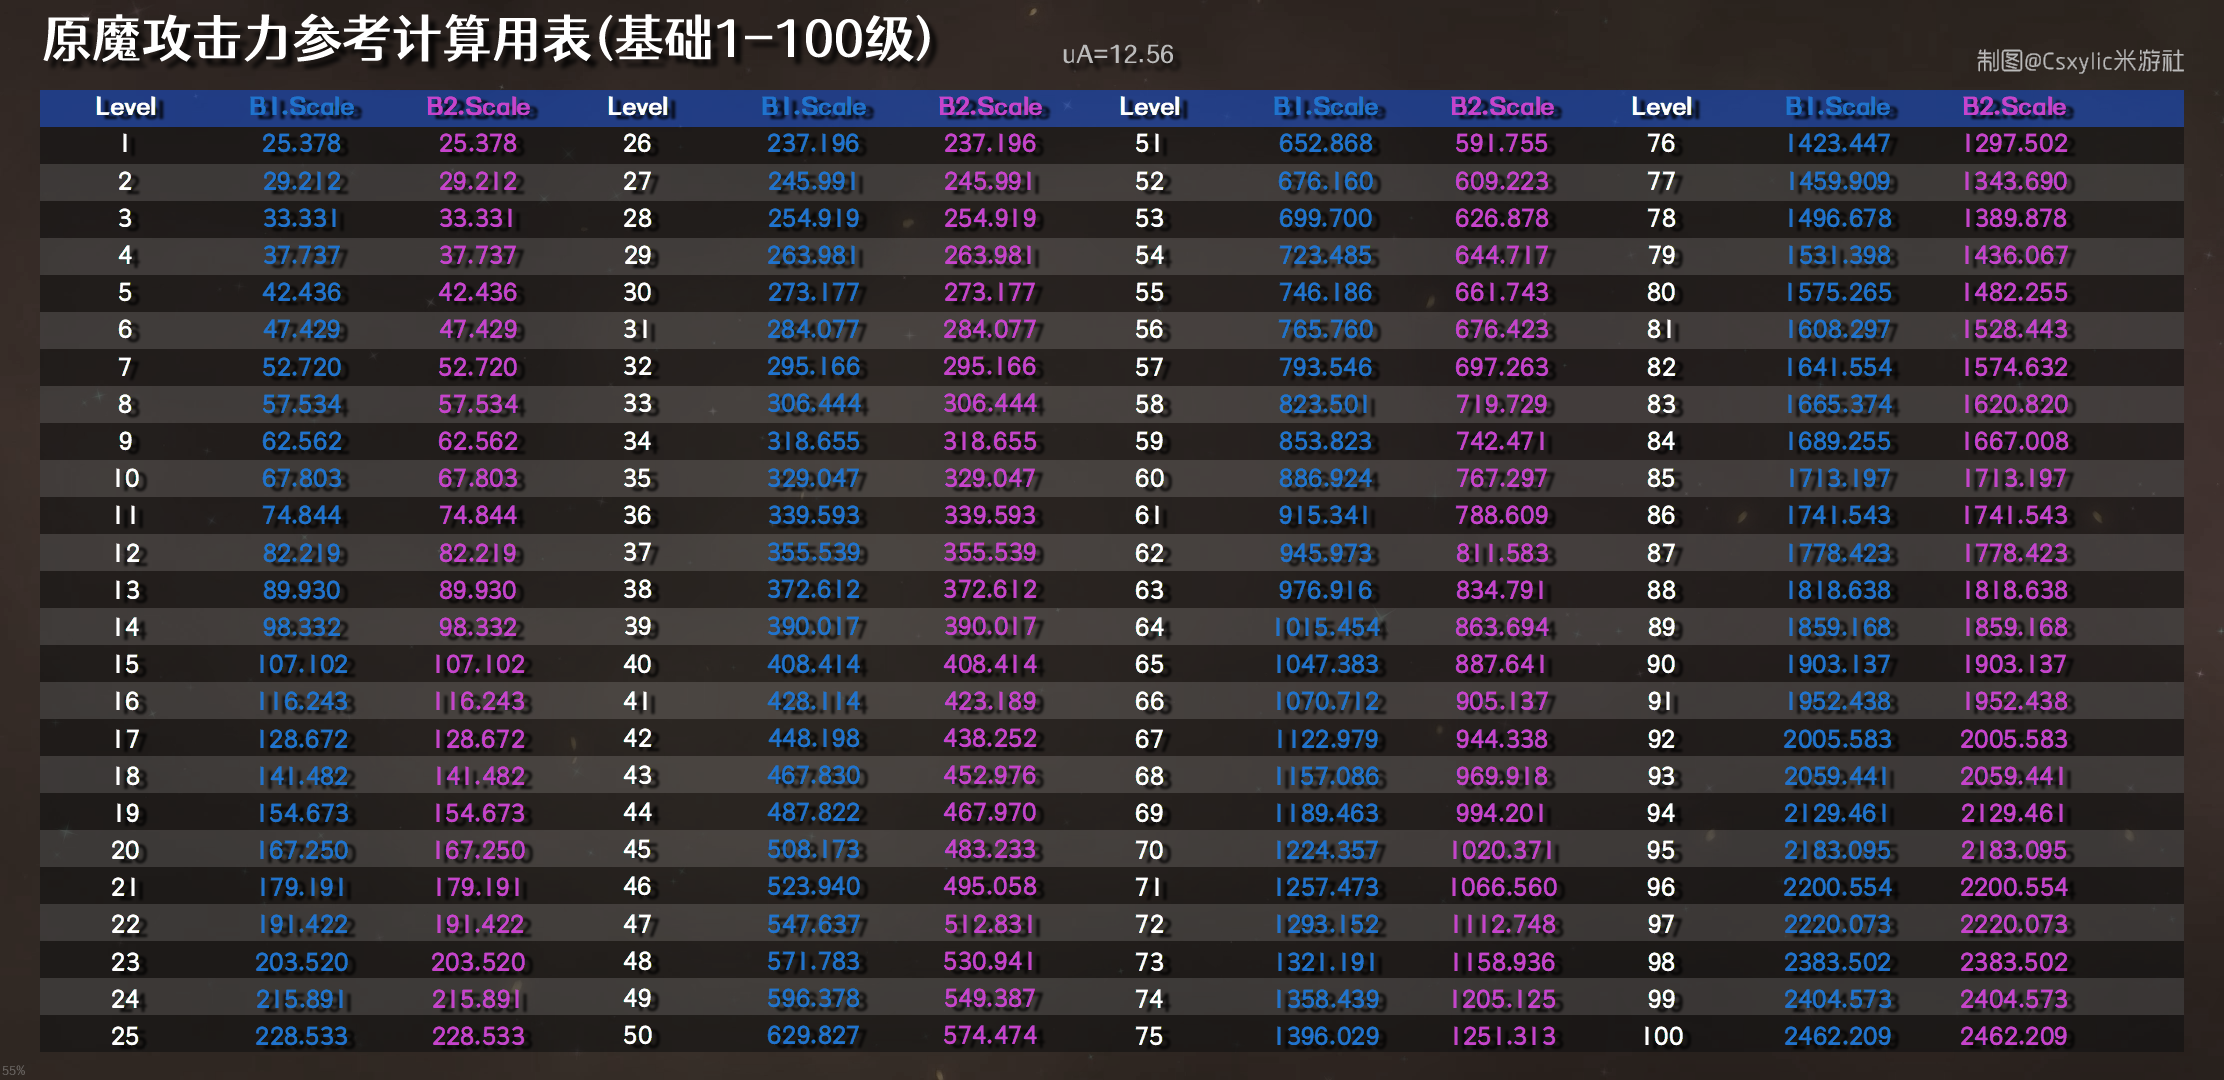 原魔攻击力参考计算用表(基础1-100级)
uA=12.56
制图@Csxylic米游社
Level B1.Scale B2.Scale Level B1.Scale B2.Scale Level B1.Scale B2.Scale Level B1.Scale B2.Scale
1 25.378 25.378 26 237.196 237.196 51 652.868 591.755 76 1423.447 1297.502
2 29.212 29.212 27 245.991 245.991 52 676.160 609.223 77 1459.909 1343.690
3 33.331 33.331 28 254.919 254.919 53 699.700 626.878 78 1496.678 1389.878
4 37.737 37.737 29 263.981 263.981 54 723.485 644.717 79 1531.398 1436.067
5 42.436 42.436 30 273.177 273.177 55 746.186 661.743 80 1575.265 1482.255
6 47.429 47.429 31 284.077 284.077 56 765.760 676.423 81 1608.297 1528.443
7 52.720 52.720 32 295.166 295.166 57 793.546 697.263 82 1641.554 1574.632
8 57.534 57.534 33 306.444 306.444 58 823.501 719.729 83 1665.374 1620.820
9 62.562 62.562 34 318.655 318.655 59 853.823 742.471 84 1689.255 1667.008
10 67.803 67.803 35 329.047 329.047 60 886.924 767.297 85 1713.197 1713.197
11 74.844 74.844 36 339.593 339.593 61 915.341 788.609 86 1741.543 1741.543
12 82.219 82.219 37 355.539 355.539 62 945.973 811.583 87 1778.423 1778.423
13 89.930 89.930 38 372.612 372.612 63 976.916 834.791 88 1818.638 1818.638
14 98.332 98.332 39 390.017 390.017 64 1015.454 863.694 89 1859.168 1859.168
15 107.102 107.102 40 408.414 408.414 65 1047.383 887.641 90 1903.137 1903.137
16 116.243 116.243 41 428.114 423.189 66 1070.712 905.137 91 1952.438 1952.438
17 128.672 128.672 42 448.198 438.252 67 1122.979 944.338 92 2005.583 2005.583
18 141.482 141.482 43 467.830 452.976 68 1157.086 969.918 93 2059.441 2059.441
19 154.673 154.673 44 487.822 467.970 69 1189.463 994.201 94 2129.461 2129.461
20 167.250 167.250 45 508.173 483.233 70 1224.357 1020.371 95 2183.095 2183.095
21 179.191 179.191 46 523.940 495.058 71 1257.473 1066.560 96 2200.554 2200.554
22 191.422 191.422 47 547.637 512.831 72 1293.152 1112.748 97 2220.073 2220.073
23 203.520 203.520 48 571.783 530.941 73 1321.191 1158.936 98 2383.502 2383.502
24 215.891 215.891 49 596.378 549.387 74 1358.439 1205.125 99 2404.573 2404.573
25 228.533 228.533 50 629.827 574.474 75 1396.029 1251.313 100 2462.209 2462.209
55%